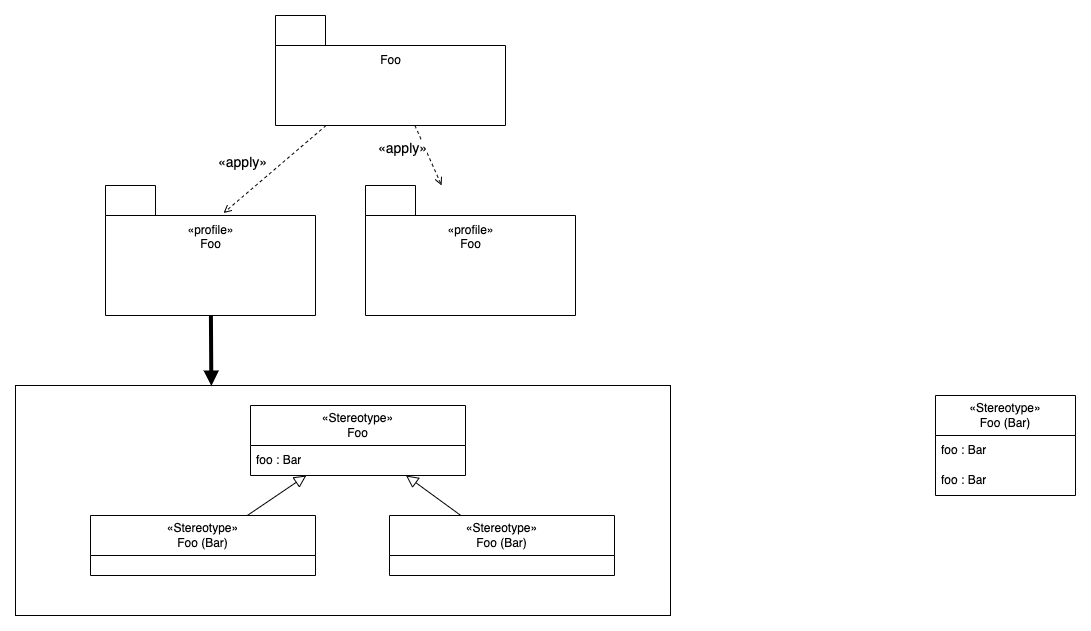 Foo
«apply»
«apply»
«profile»
Foo
«profile»
Foo
«Stereotype»
Foo
foo : Bar
«Stereotype»
Foo (Bar)
«Stereotype»
Foo (Bar)
«Stereotype»
Foo (Bar)
foo : Bar
foo : Bar